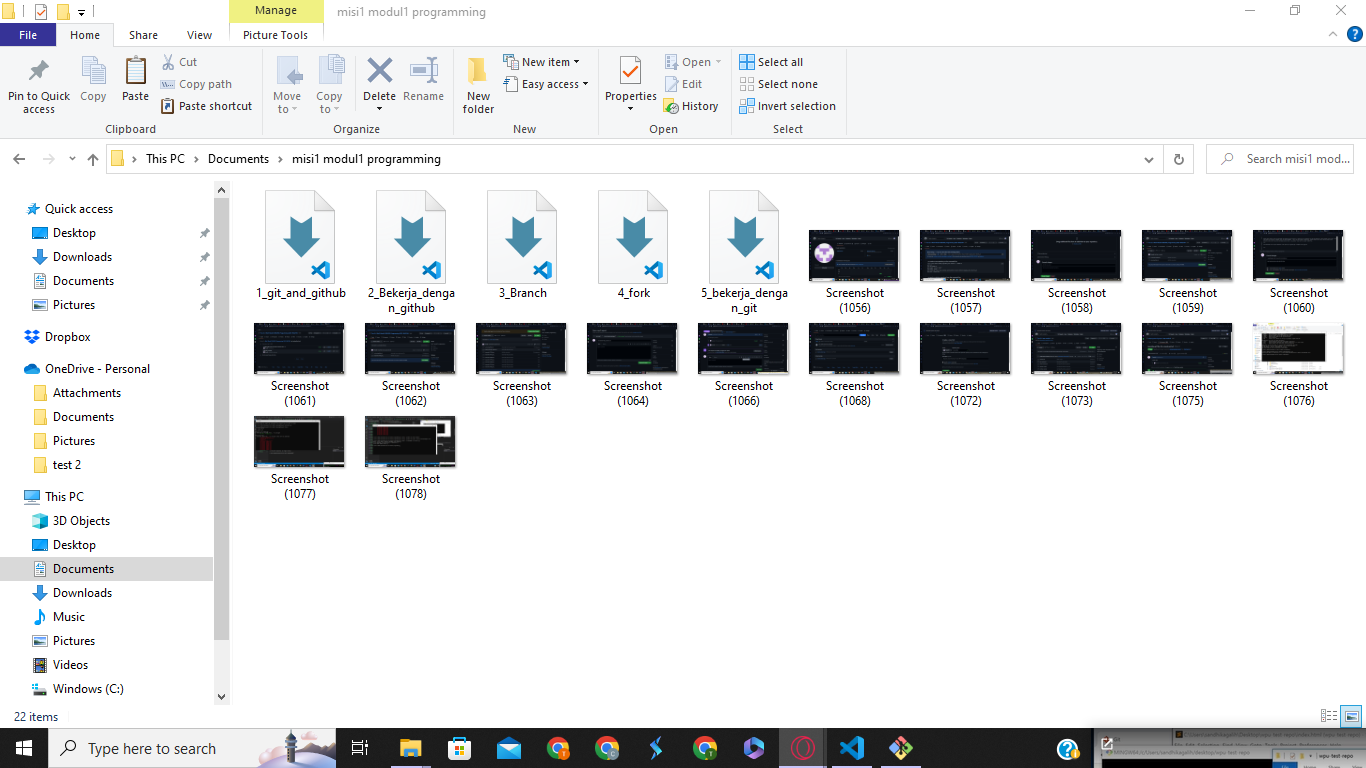 Manage
misi1 modul1 programming
File
Home
Share
View
Picture Tools
Pin to Quick
access
Copy
Paste
Cut
Copy path
Paste shortcut
Clipboard
Move
to
Copy
to
Delete
Rename
Organize
New
folder
New item
Easy access
New
Properties
Open
Edit
History
Open
Select all
Select none
Invert selection
Select
This PC
Documents
misi1 modul1 programming
Search misi1 mod...
Quick access
Desktop
Downloads
Documents
Pictures
Dropbox
OneDrive - Personal
Attachments
Documents
Pictures
test 2
This PC
3D Objects
Desktop
Documents
Downloads
Music
Pictures
Videos
Windows (C:)
1_git_and_github
2_Bekerja_denga
n_github
3_Branch
4_fork
5_bekerja_denga
n_git
Screenshot
(1056)
Screenshot
(1057)
Screenshot
(1058)
Screenshot
(1059)
Screenshot
(1060)
Screenshot
(1061)
Screenshot
(1062)
Screenshot
(1063)
Screenshot
(1064)
Screenshot
(1066)
Screenshot
(1068)
Screenshot
(1072)
Screenshot
(1073)
Screenshot
(1075)
Screenshot
(1076)
Screenshot
(1077)
Screenshot
(1078)
22 items
Type here to search